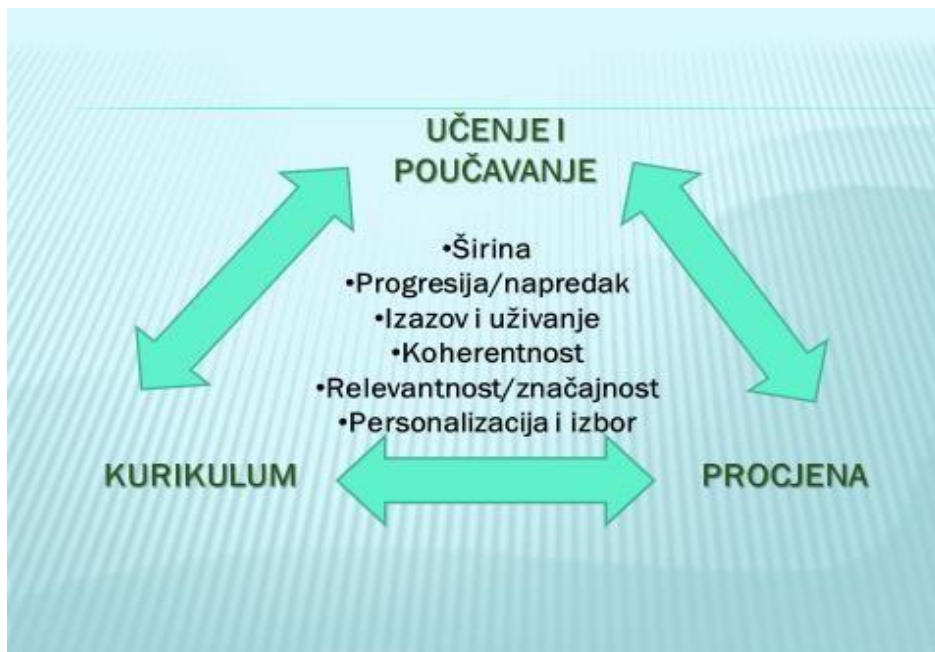 UČENJE I
POUČAVANJE
•Širina
•Progresija/napredak
•Izazov i uživanje
•Koherentnost
•Relevantnost/značajnost
•Personalizacija i izbor
KURIKULUM
PROCJENA